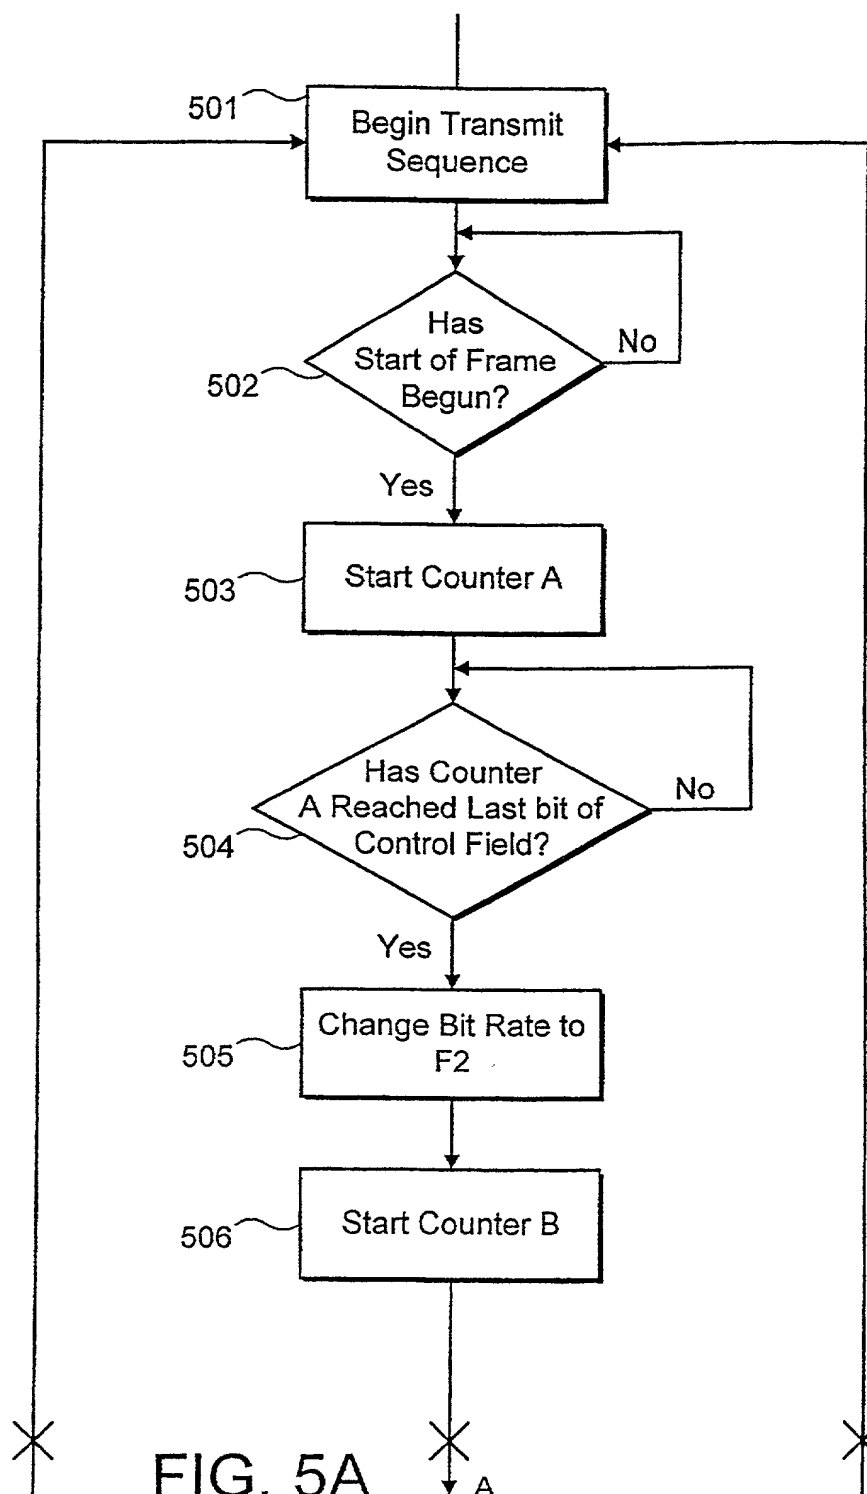 501
Begin Transmit
Sequence
Has
Start of Frame
Begun?
No
502
Yes
503
Start Counter A
Has Counter
A Reached Last bit of
Control Field?
No
504
Yes
Change Bit Rate to
F2
505
Start Counter B
506
FIG. 5A
A